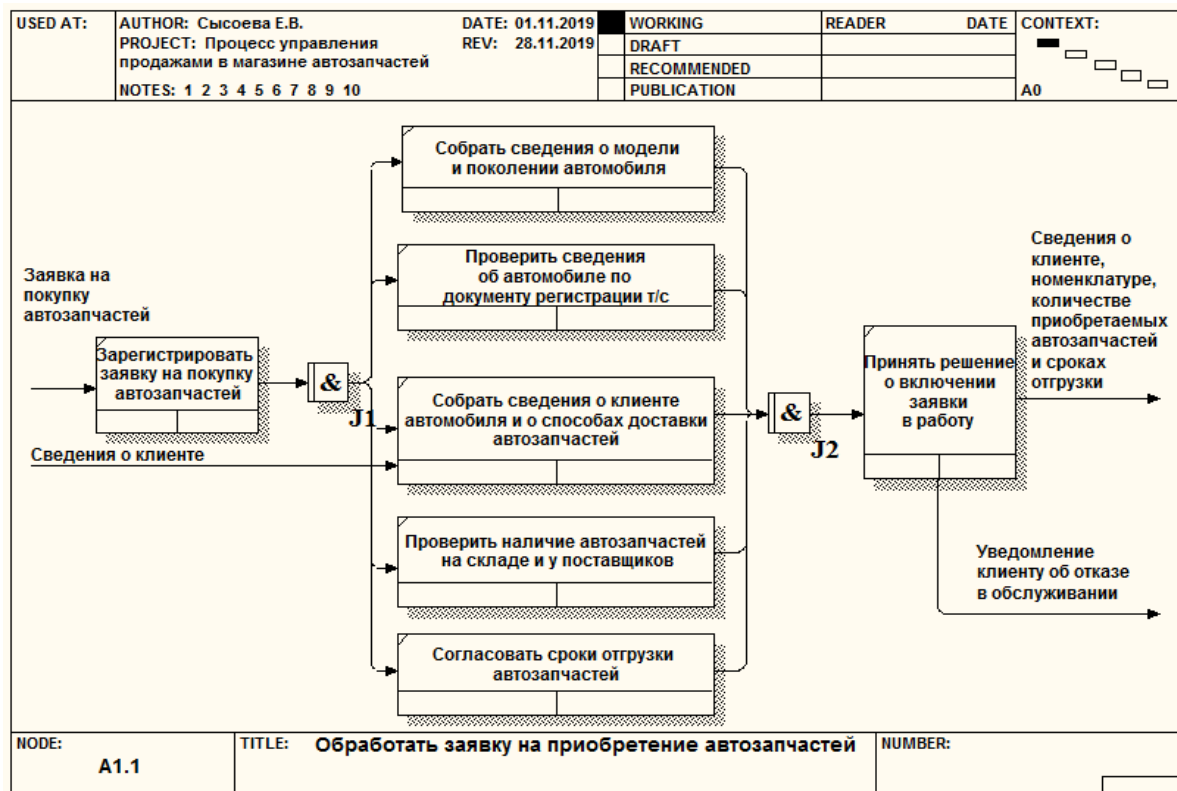 USED AT:
AUTHOR: Сысоева Е.В.
DATE: 01.11.2019
PROJECT: Процесс управления
продажами в магазине автозапчастей
REV: 28.11.2019
NOTES: 1 2 3 4 5 6 7 8 9 10
WORKING
DRAFT
RECOMMENDED
PUBLICATION
READER
DATE
CONTEXT:
A0
Собрать сведения о модели
и поколении автомобиля
Проверить сведения
об автомобиле по
документу регистрации т/с
Заявка на
покупку
автозапчастей
Зарегистрировать
заявку на покупку
автозапчастей
&
J1
Сведения о клиенте
Собрать сведения о клиенте
автомобиля и о способах доставки
автозапчастей
&
J2
Проверить наличие автозапчастей
на складе и у поставщиков
Согласовать сроки отгрузки
автозапчастей
Принять решение
о включении
заявки
в работу
Сведения о
клиенте,
номенклатуре,
количестве
приобретаемых
автозапчастей
и сроках
отгрузки
Уведомление
клиенту об отказе
в обслуживании
NODE:
A1.1
TITLE:
Обработать заявку на приобретение автозапчастей
NUMBER: